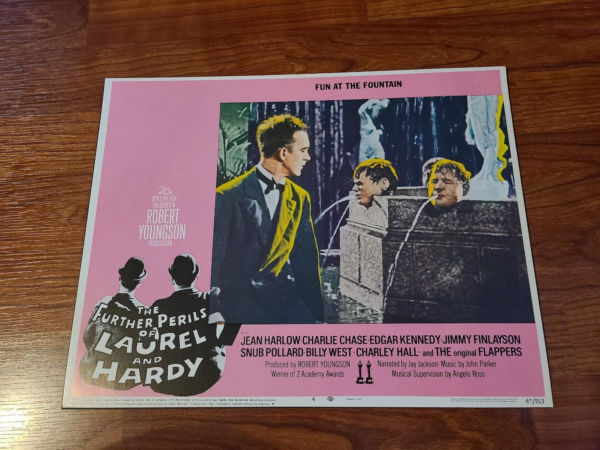 FUN AT THE FOUNTAIN
20
CENTURY-FOX
PRESENTS A
ROBERT
YOUNGSON
PRODUCTION
THE
FURTHER PERILS
OF
LAUREL
AND
HARDY
JEAN HARLOW·CHARLIE CHASE·EDGAR KENNEDY·JIMMY FINLAYSON
SNUB POLLARD·BILLY WEST·CHARLEY HALL·and THE original FLAPPERS
Produced by ROBERT YOUNGSON
Winner of 2 Academy Awards
Narrated by Jay Jackson·Music by John Parker
Musical Supervision by Angelo Ross
4
67/353